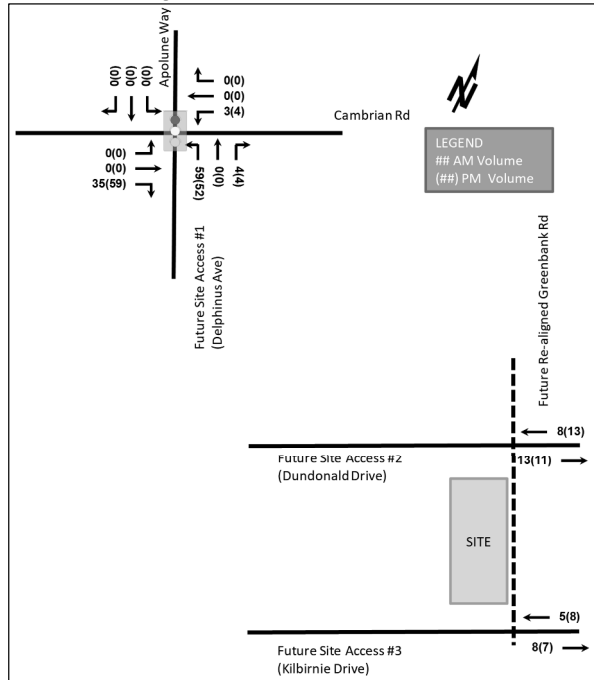 Apolune Way
0(0)
0(0)
0(0)
0(0)
0(0)
3(4)
Cambrian Rd
0(0)
0(0)
35(59)
59(52)
0(0)
4(4)
LEGEND
## AM Volume
(##) PM Volume
Future Site Access #1
(Delphinus Ave)
Future Re-aligned Greenbank Rd
8(13)
13(11)
Future Site Access #2
(Dundonald Drive)
SITE
5(8)
8(7)
Future Site Access #3
(Kilbirnie Drive)